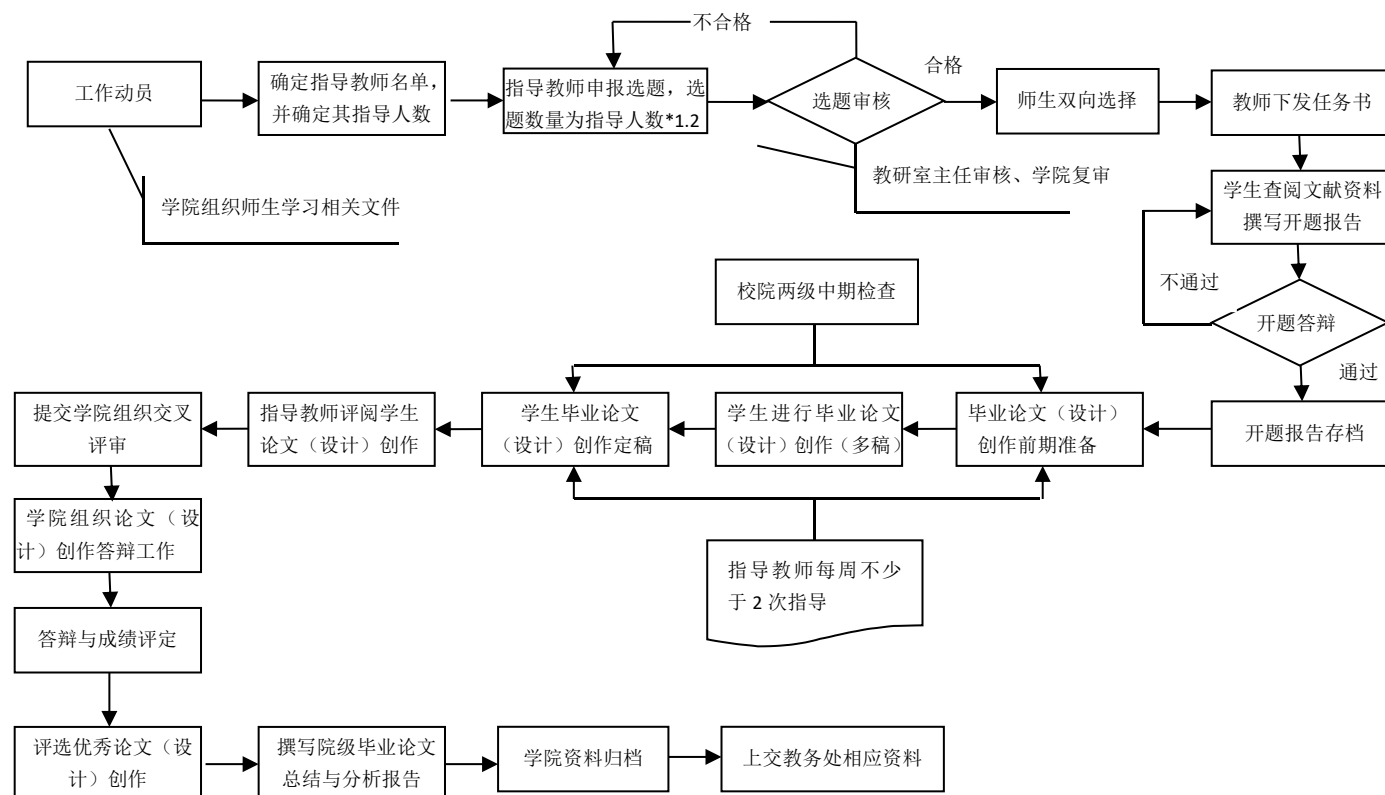 不合格
工作动员
确定指导教师名单，
并确定其指导人数
指导教师申报选题，选
题数量为指导人数*1.2
选题审核
合格
师生双向选择
教师下发任务书
学院组织师生学习相关文件
教研室主任审核、学院复审
学生查阅文献资料
撰写开题报告
不通过
开题答辩
通过
校院两级中期检查
提交学院组织交叉
评审
指导教师评阅学生
论文（设计）创作
学生毕业论文
（设计）创作定稿
学生进行毕业论文
（设计）创作（多稿）
毕业论文（设计）
创作前期准备
开题报告存档
学院组织论文（设
计）创作答辩工作
指导教师每周不少
于 2 次指导
答辩与成绩评定
评选优秀论文（设
计）创作
撰写院级毕业论文
总结与分析报告
学院资料归档
上交教务处相应资料